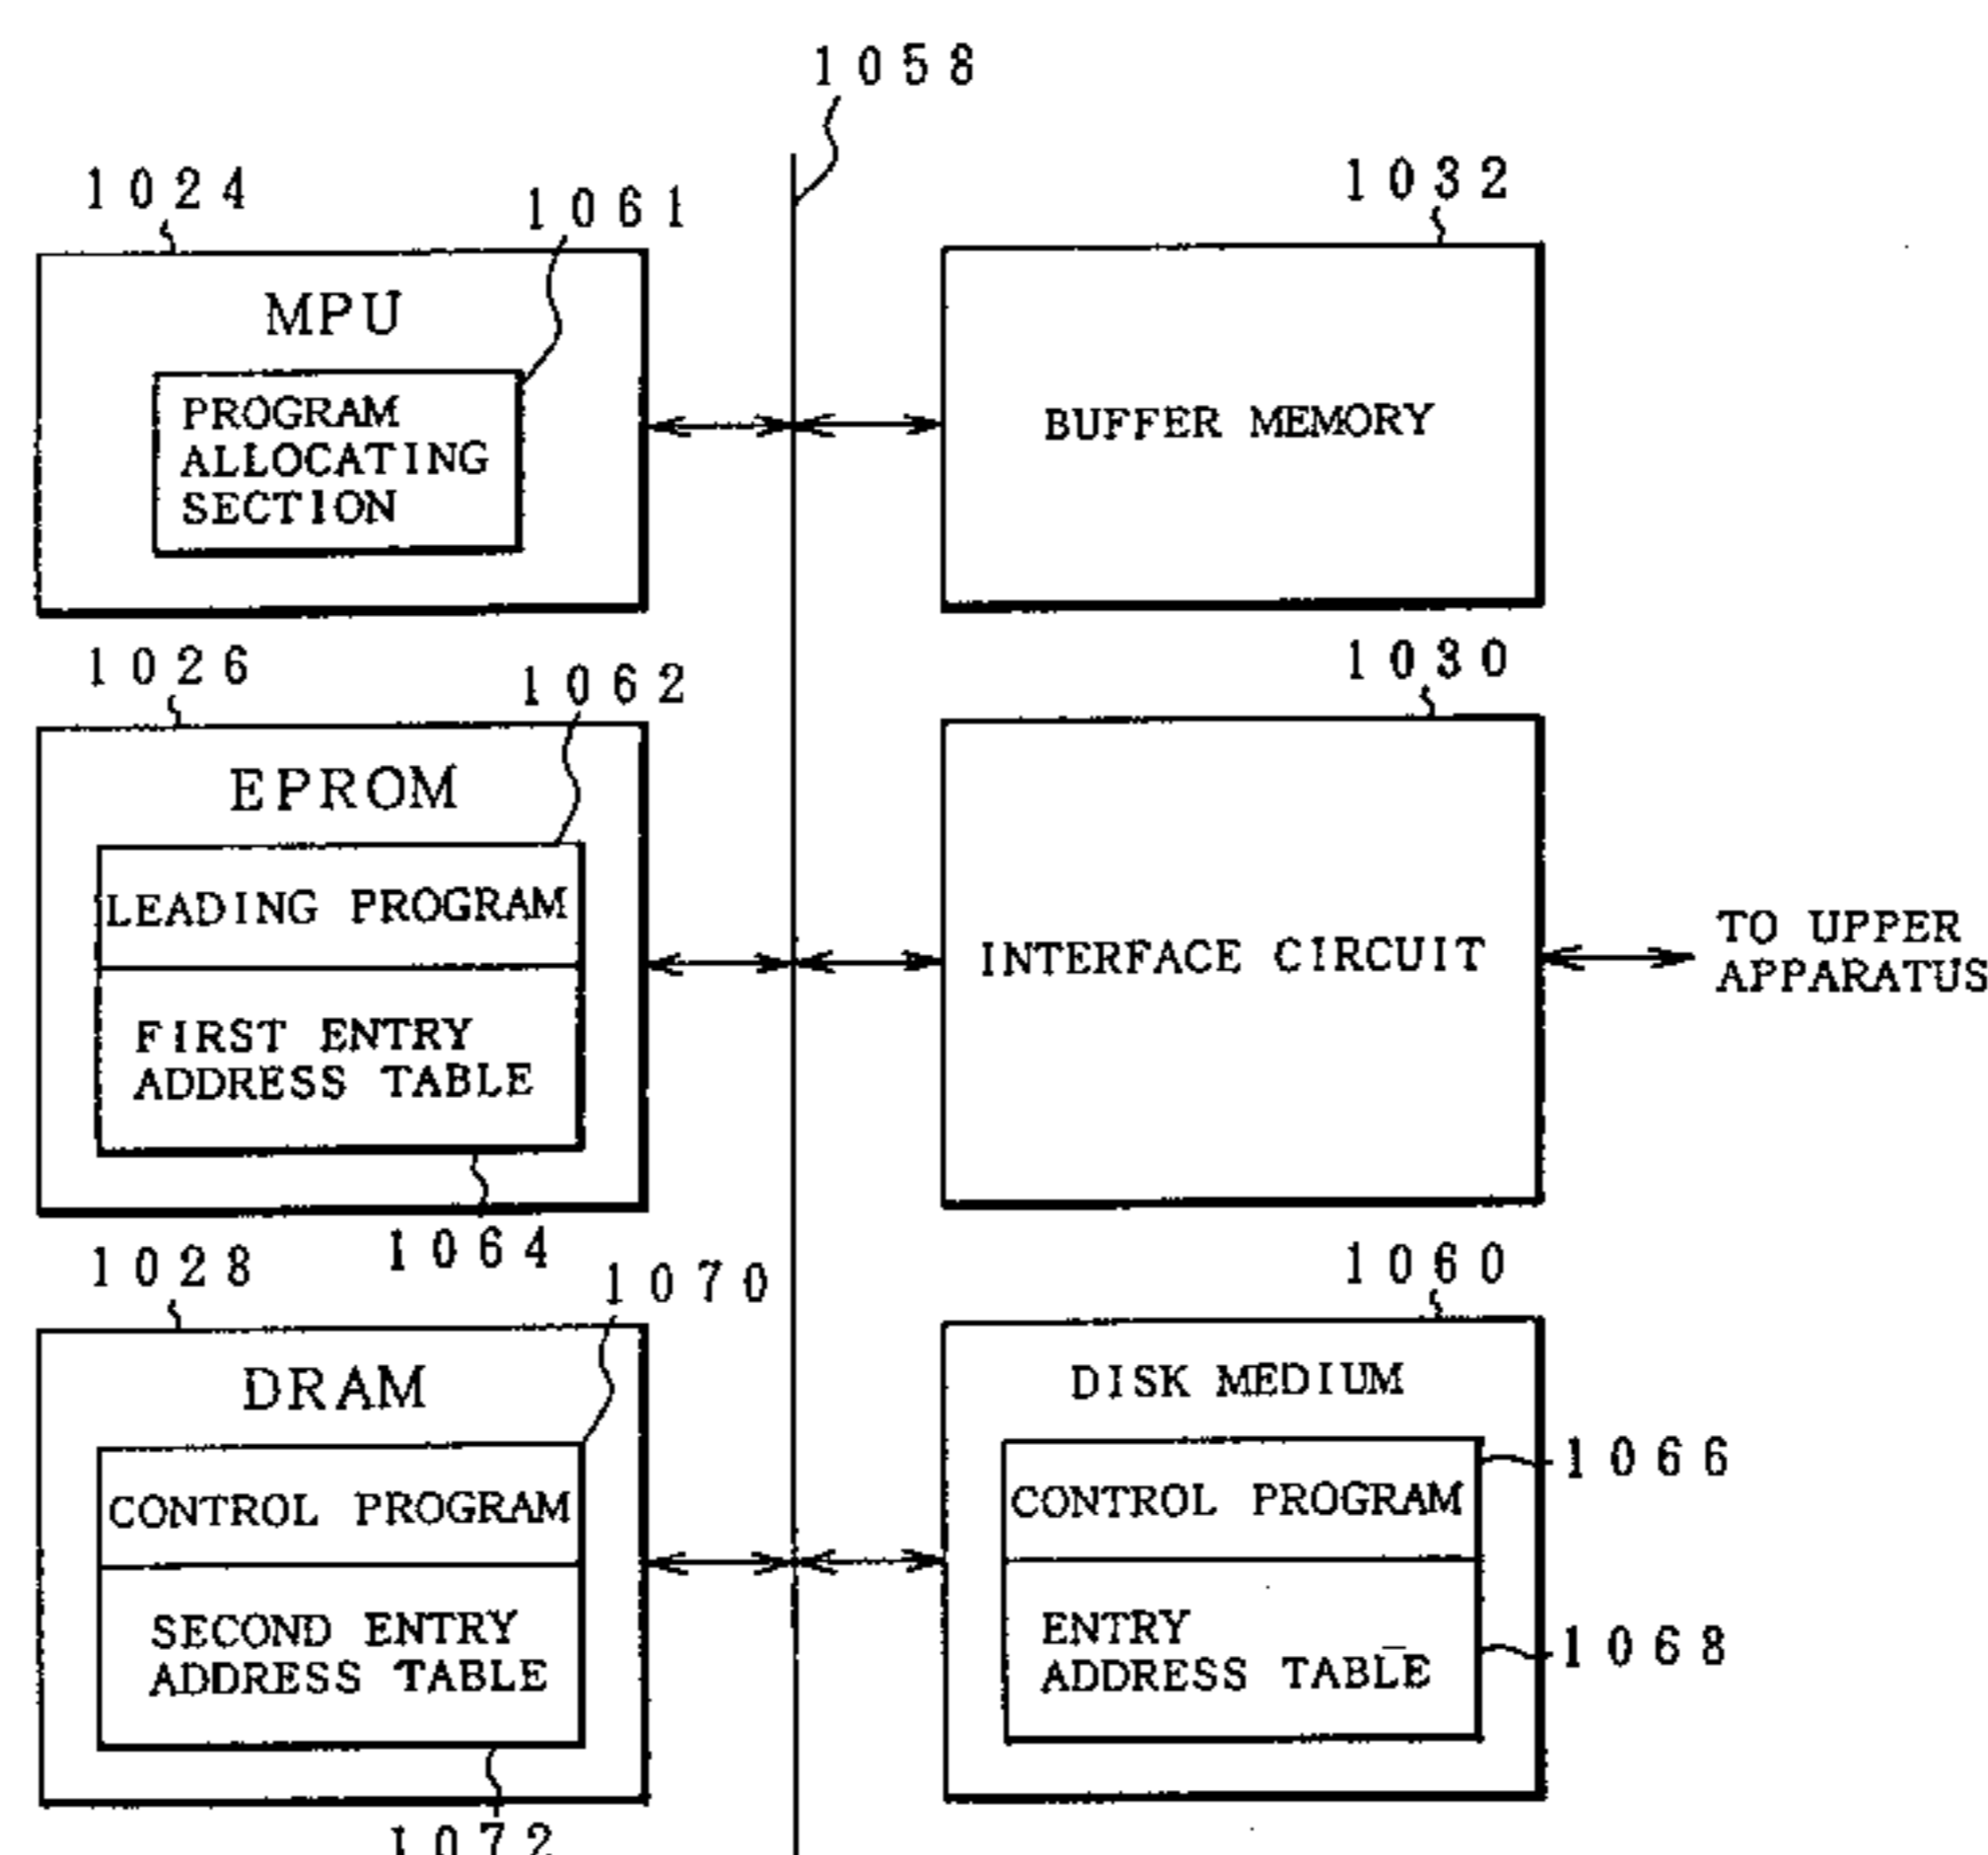 1058
1024
1061
1032
MPU
PROGRAM
ALLOCATING
SECTION
BUFFER MEMORY
1026
1062
1030
EPROM
LEADING PROGRAM
FIRST ENTRY
ADDRESS TABLE
INTERFACE CIRCUIT
TO UPPER
APPARATUS
1064
1028
1070
1060
DRAM
CONTROL PROGRAM
SECOND ENTRY
ADDRESS TABLE
DISK MEDIUM
CONTROL PROGRAM
1066
ENTRY
ADDRESS TABLE
1068
1072